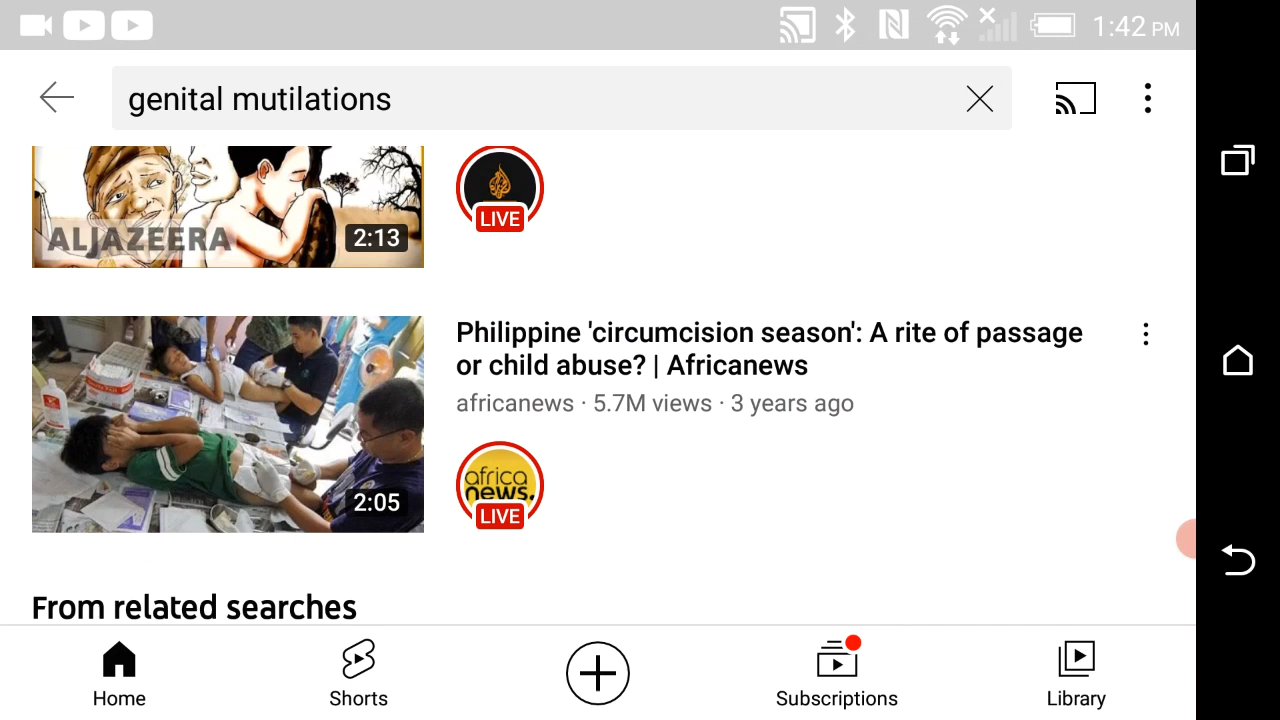 1:42 PM
genital mutilations
ALJAZEERA
2:13
LIVE
Philippine 'circumcision season': A rite of passage
or child abuse? | Africanews
africanews · 5.7M views · 3 years ago
2:05
africa
news.
LIVE
From related searches
Home
Shorts
Subscriptions
Library